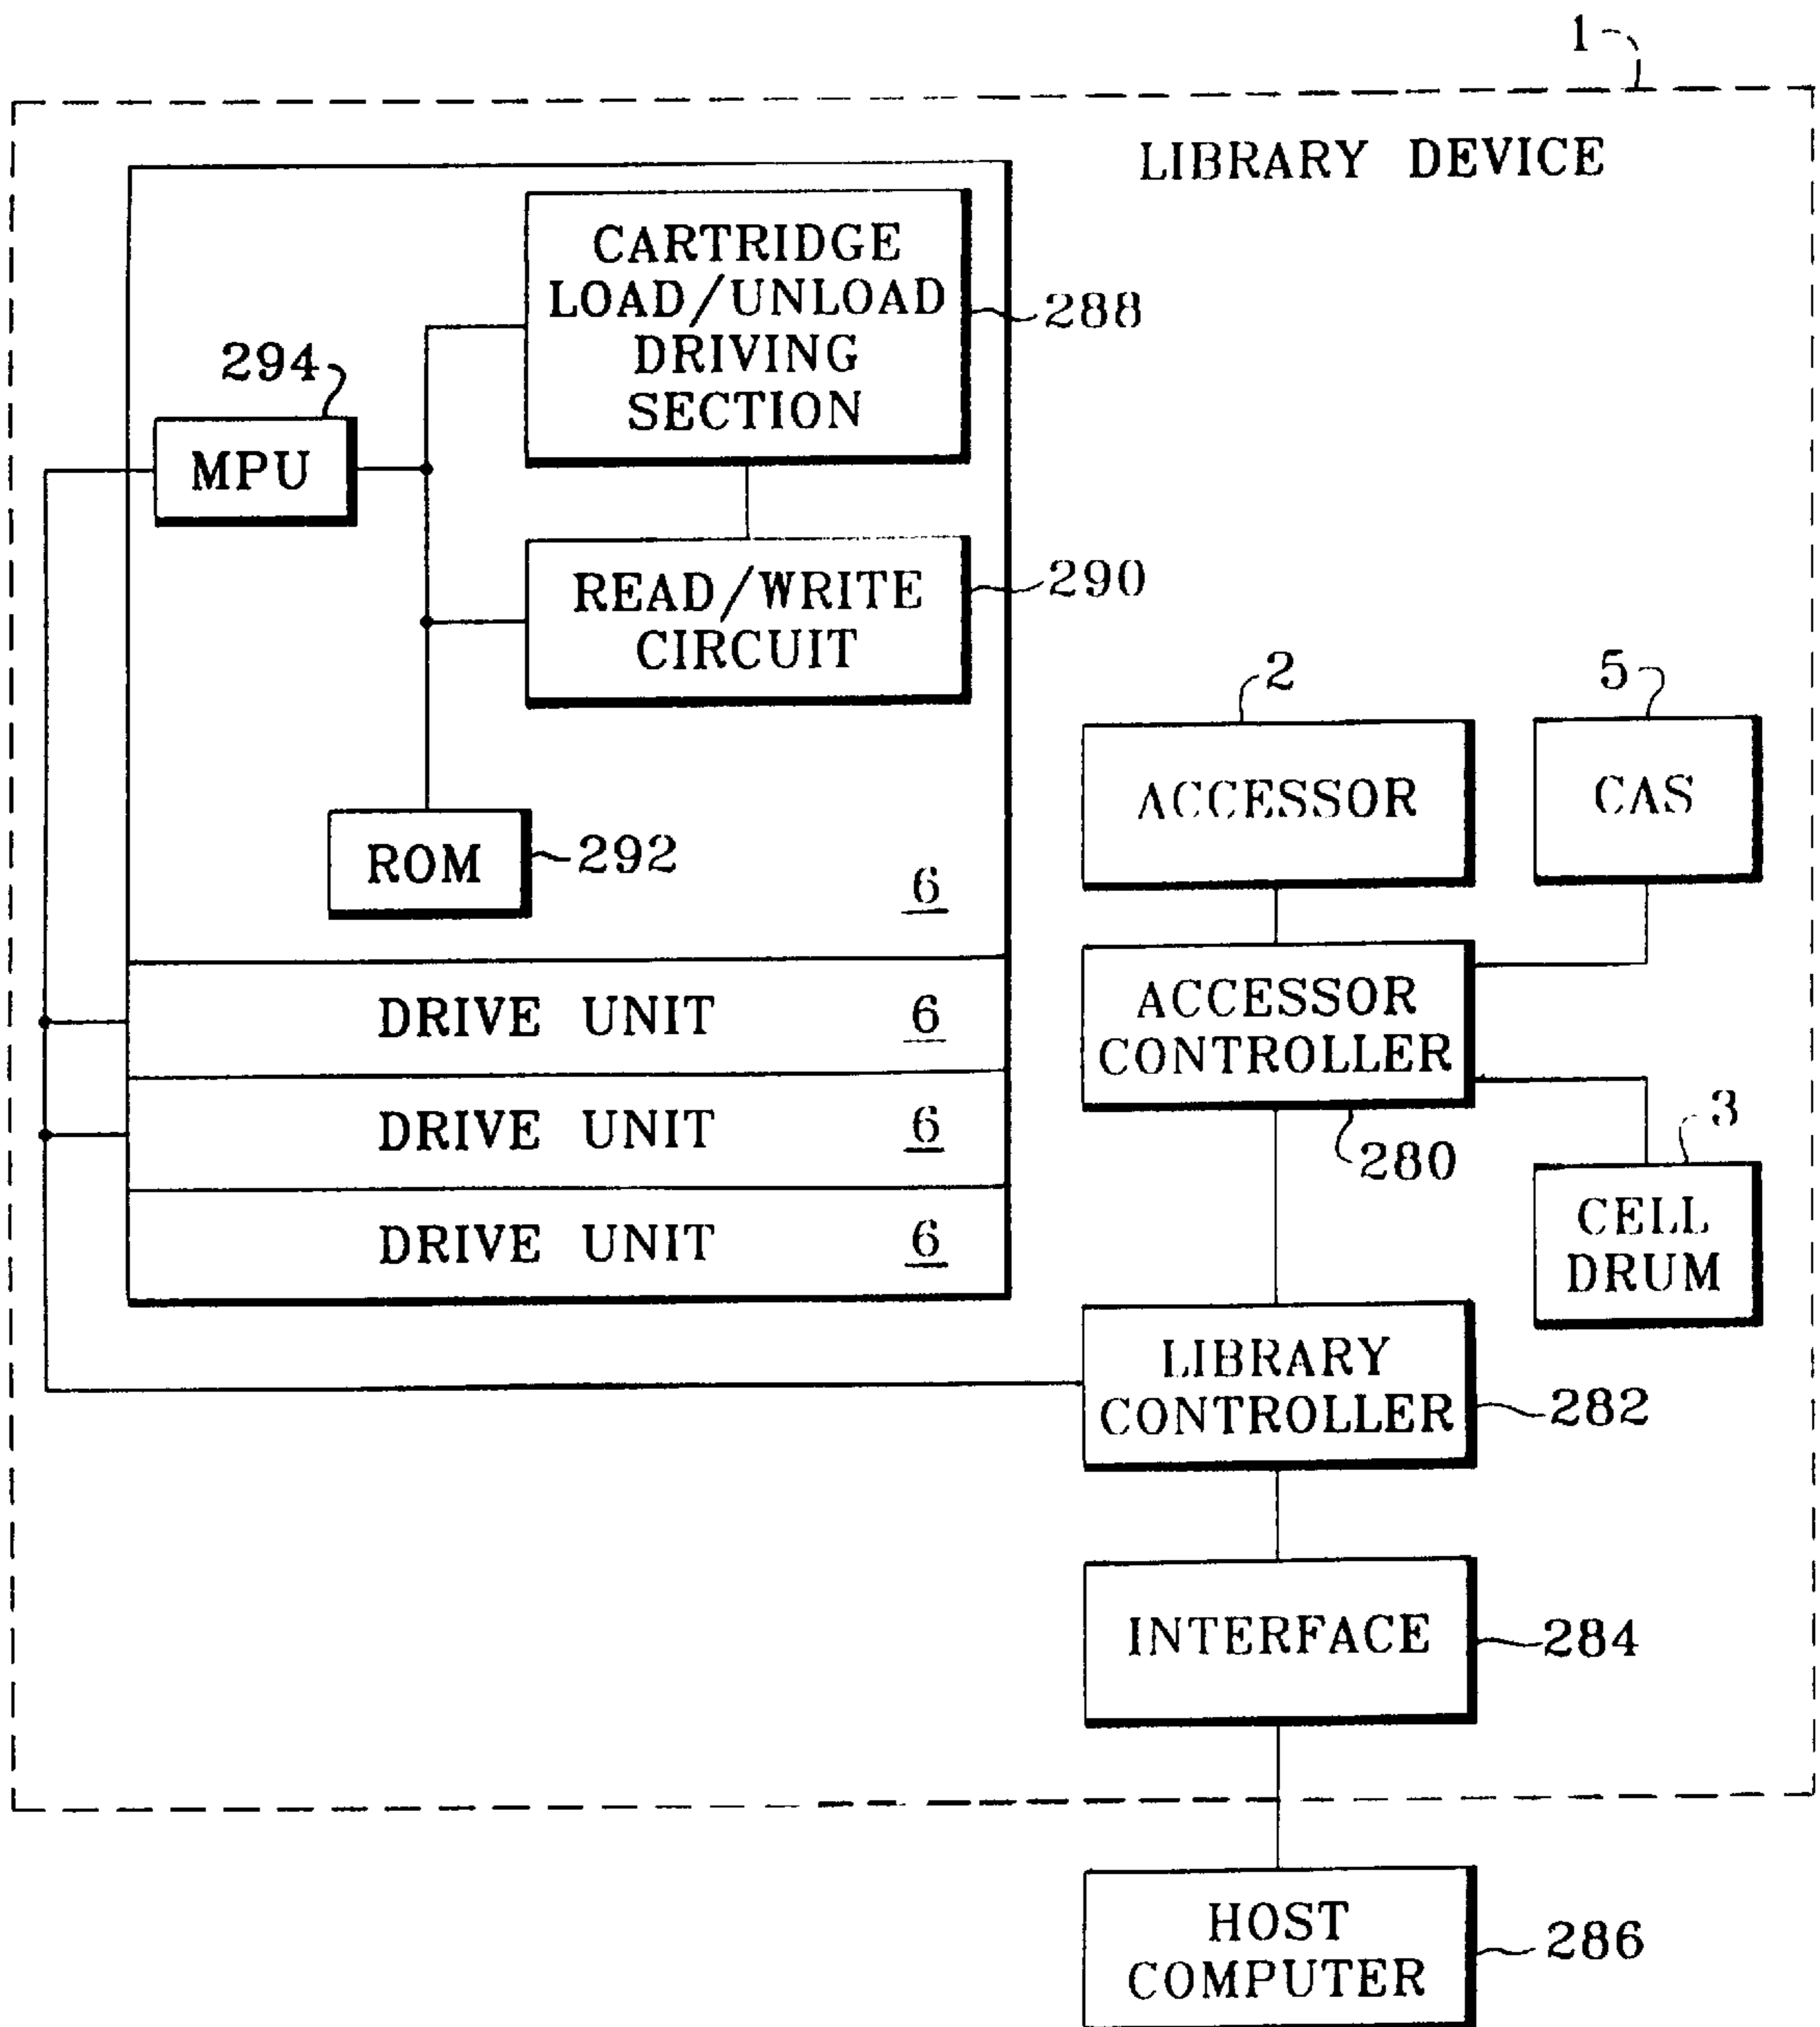 1
LIBRARY DEVICE
CARTRIDGE
LOAD/UNLOAD
DRIVING
SECTION
288
294
MPU
READ/WRITE
CIRCUIT
290
ROM
292
6
DRIVE UNIT 6
DRIVE UNIT 6
DRIVE UNIT 6
2
ACCESSOR
5
CAS
ACCESSOR
CONTROLLER
280
3
CELL
DRUM
LIBRARY
CONTROLLER
282
INTERFACE
284
HOST
COMPUTER
286